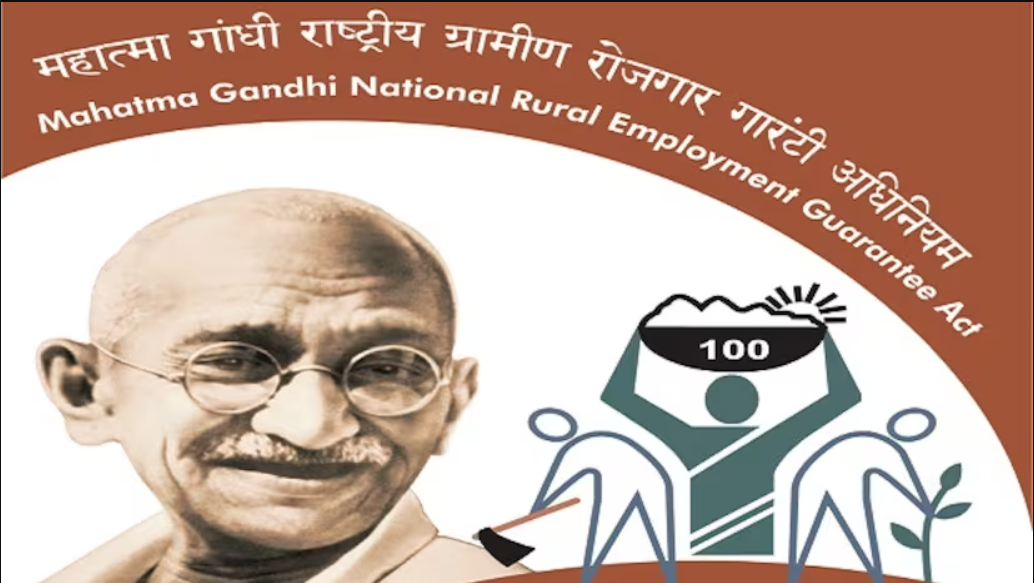 महात्मा गांधी राष्ट्रीय ग्रामीण रोजगार गारंटी अधिनियम
Mahatma Gandhi National Rural Employment Guarantee Act
100